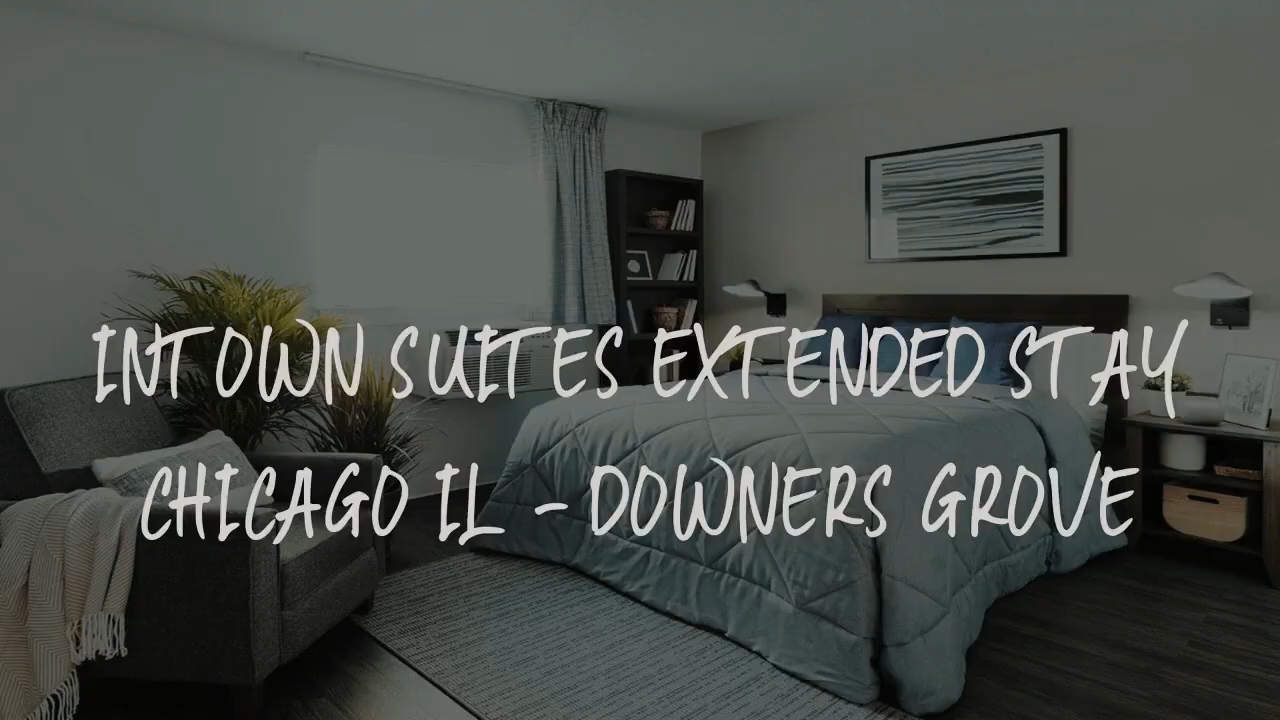 INTOWN SUITES EXTENDED STAY
CHICAGO IL - DOWNERS GROVE